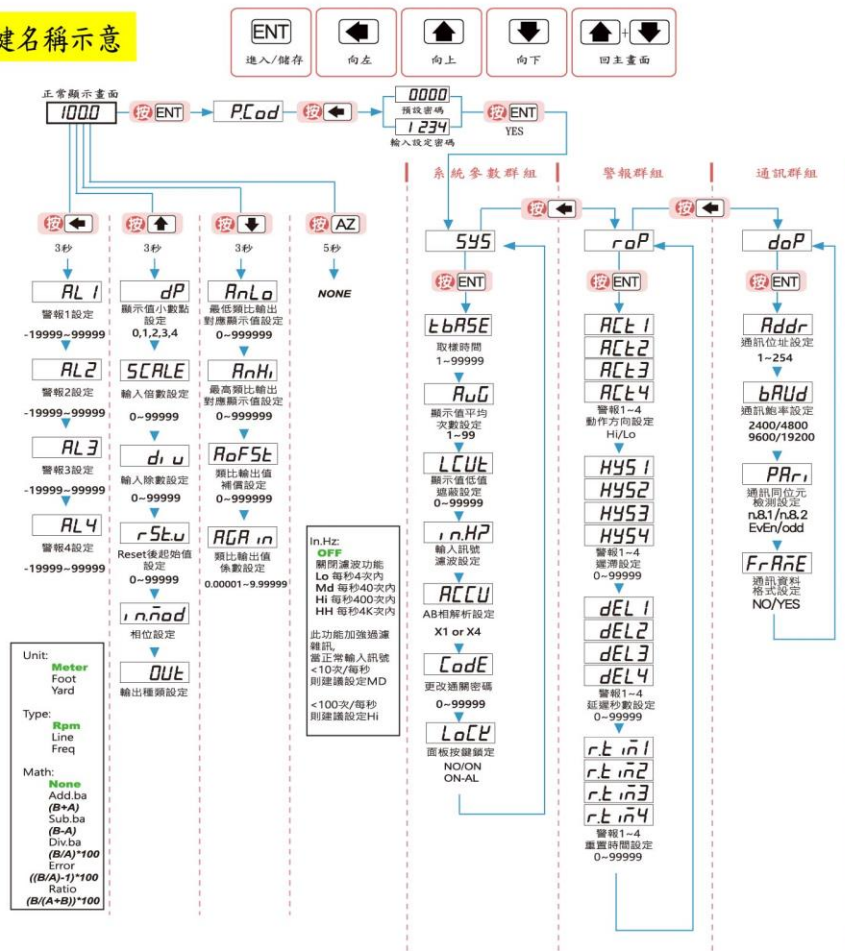 鍵名稱示意
ENT
進入/儲存
向左
向上
向下
+
回主畫面
正常顯示畫面
100.0
按 ENT
P.Cod
按
0000
預設密碼
1234
輸入設定密碼
按 ENT
YES
按
3秒
AL1
警報1設定
-19999~99999
AL2
警報2設定
-19999~99999
AL3
警報3設定
-19999~99999
AL4
警報4設定
-19999~99999
按
3秒
dP
顯示值小數點
設定
0,1,2,3,4
SCALE
輸入倍數設定
0~99999
div
輸入除數設定
0~99999
rSt.v
Reset後起始值
設定
0~99999
in.mod
相位設定
OUt
輸出種類設定
按
3秒
AnLo
最低類比輸出
對應顯示值設定
0~999999
AnHi
最高類比輸出
對應顯示值設定
0~999999
AoFSt
類比輸出值
補償設定
0~999999
AGAin
類比輸出值
係數設定
0.00001~9.99999
按 AZ
5秒
NONE
系統參數群組
SYS
按 ENT
tbASE
取樣時間
1~99999
AvG
顯示值平均
次數設定
1~99
LCUt
顯示值低值
遮蔽設定
0~99999
in.HZ
輸入訊號
濾波設定
ACCU
AB相解析設定
X1 or X4
CodE
更改通關密碼
0~99999
LoCK
面板按鍵鎖定
NO/ON
ON-AL
按
警報群組
roP
按 ENT
ACt1
ACt2
ACt3
ACt4
警報1~4
動作方向設定
Hi/Lo
HYS1
HYS2
HYS3
HYS4
警報1~4
遲滯設定
0~99999
dEL1
dEL2
dEL3
dEL4
警報1~4
延遲秒數設定
0~99999
r.tim1
r.tim2
r.tim3
r.tim4
警報1~4
重置時間設定
0~99999
按
通訊群組
doP
按 ENT
Addr
通訊位址設定
1~254
bAUd
通訊鮑率設定
2400/4800
9600/19200
PAri
通訊同位元
檢測設定
n.8.1/n.8.2
EvEn/odd
FrAmE
通訊資料
格式設定
NO/YES
Unit:
Meter
Foot
Yard
Type:
Rpm
Line
Freq
Math:
None
Add.ba
(B+A)
Sub.ba
(B-A)
Div.ba
(B/A)*100
Error
((B/A)-1)*100
Ratio
(B/(A+B))*100
In.Hz:
OFF
關閉濾波功能
Lo 每秒4次內
Md 每秒40次內
Hi 每秒400次內
HH 每秒4K次內
此功能加強過濾
雜訊,
當正常輸入訊號
<10次/每秒
則建議設定MD
<100次/每秒
則建議設定Hi